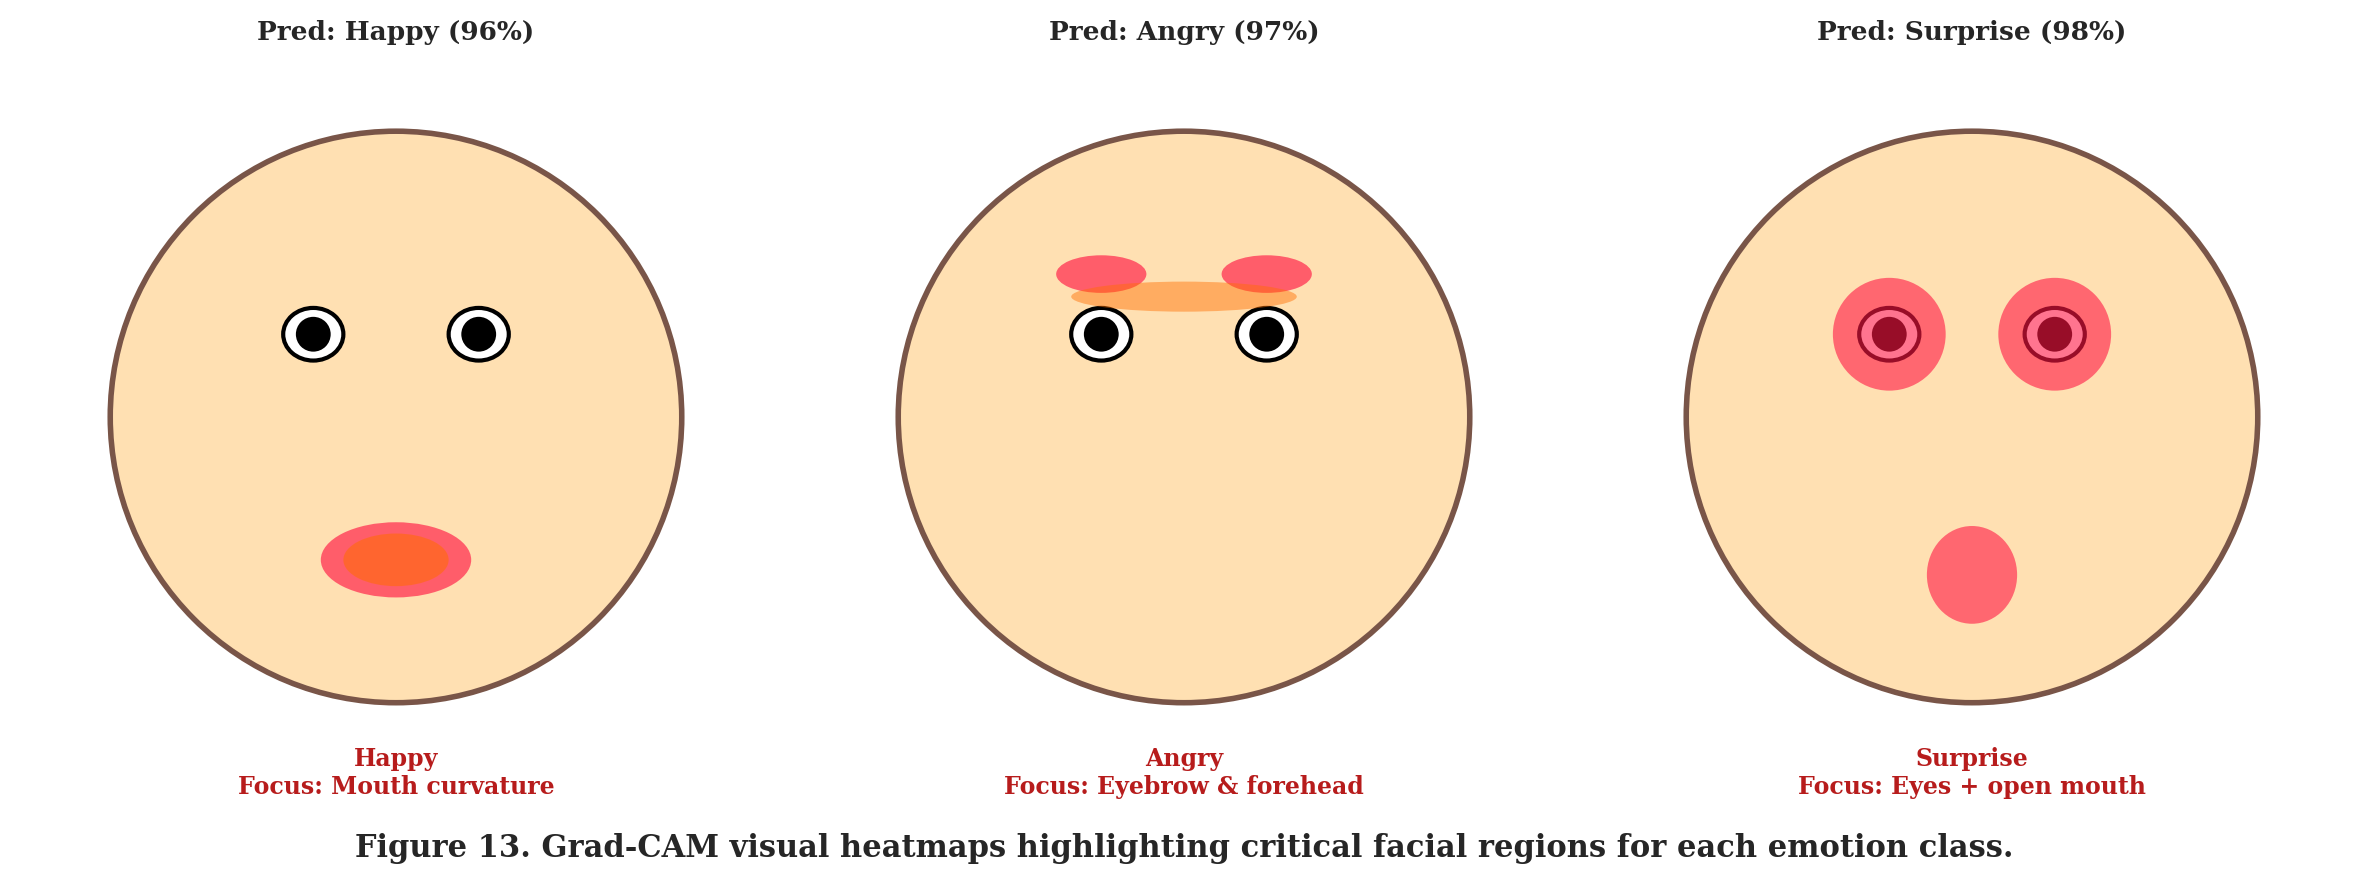 Pred: Happy (96%)
Pred: Angry (97%)
Pred: Surprise (98%)
Happy
Focus: Mouth curvature
Angry
Focus: Eyebrow & forehead
Surprise
Focus: Eyes + open mouth
Figure 13. Grad-CAM visual heatmaps highlighting critical facial regions for each emotion class.